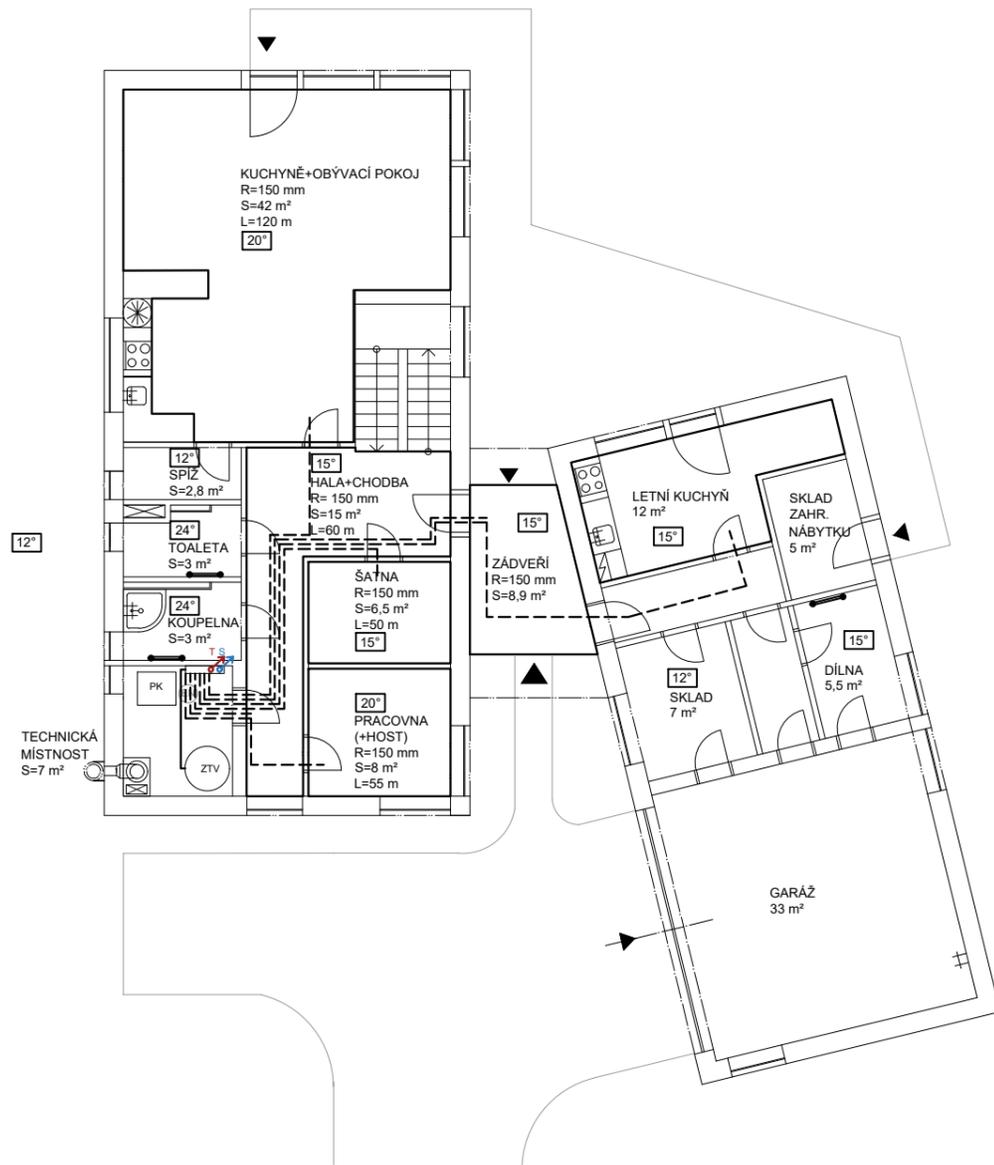 KUCHYNĚ+OBÝVACÍ POKOJ
R=150 mm
S=42 m²
L=120 m
20°
12°
SPÍŽ
S=2,8 m²
15°
HALA+CHODBA
R= 150 mm
S=15 m²
L=60 m
24°
TOALETA
S=3 m²
12°
24°
KOUPELNA
S=3 m²
ŠATNA
R=150 mm
S=6,5 m²
L=50 m
15°
15°
ZÁDVEŘÍ
R=150 mm
S=8,9 m²
LETNÍ KUCHYŇ
12 m²
15°
SKLAD
ZAHR.
NÁBYTKU
5 m²
T S
PK
20°
PRACOVNA
(+HOST)
R=150 mm
S=8 m²
L=55 m
12°
SKLAD
7 m²
15°
DÍLNA
5,5 m²
TECHNICKÁ
MÍSTNOST
S=7 m²
ZTV
GARÁŽ
33 m²